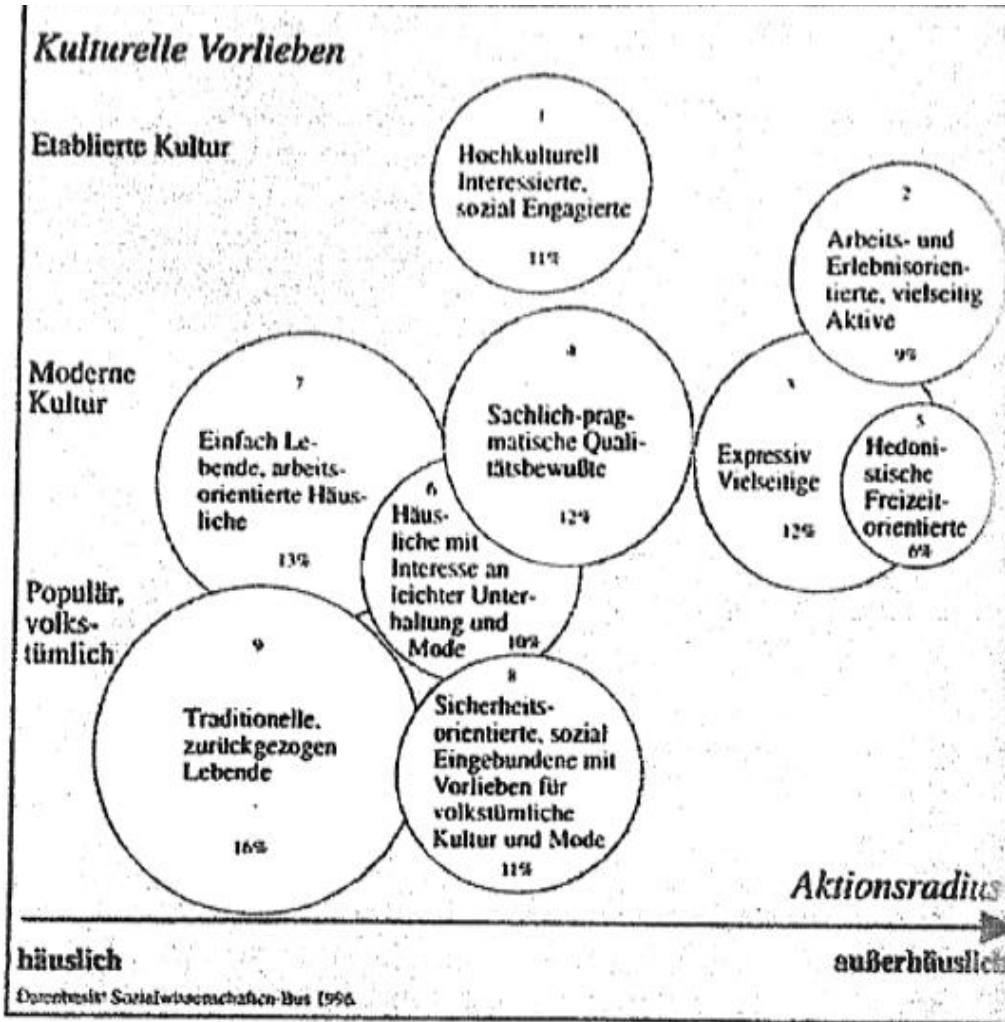 Kulturelle Vorlieben
Etablierte Kultur
1
Hochkulturell
Interessierte,
sozial Engagierte
11%
2
Arbeits- und
Erlebnisorien-
tierte, vielseitig
Aktive
9%
Moderne
Kultur
7
Einfach Le-
bende, arbeits-
orientierte Häus-
liche
13%
4
Sachlich-prag-
matische Quali-
tätsbewußte
12%
3
Expressiv
Vielseitige
12%
5
Hedoni-
stische
Freizeit-
orientierte
6%
6
Häus-
liche mit
Interesse an
leichter Unter-
haltung und
Mode
10%
Populär,
volks-
tümlich
9
Traditionelle,
zurückgezogen
Lebende
16%
8
Sicherheits-
orientierte, sozial
Eingebundene mit
Vorlieben für
volkstümliche
Kultur und Mode
11%
Aktionsradius
häuslich
außerhäuslich
Datenbasis: Sozialwissenschaften-Bus 1996